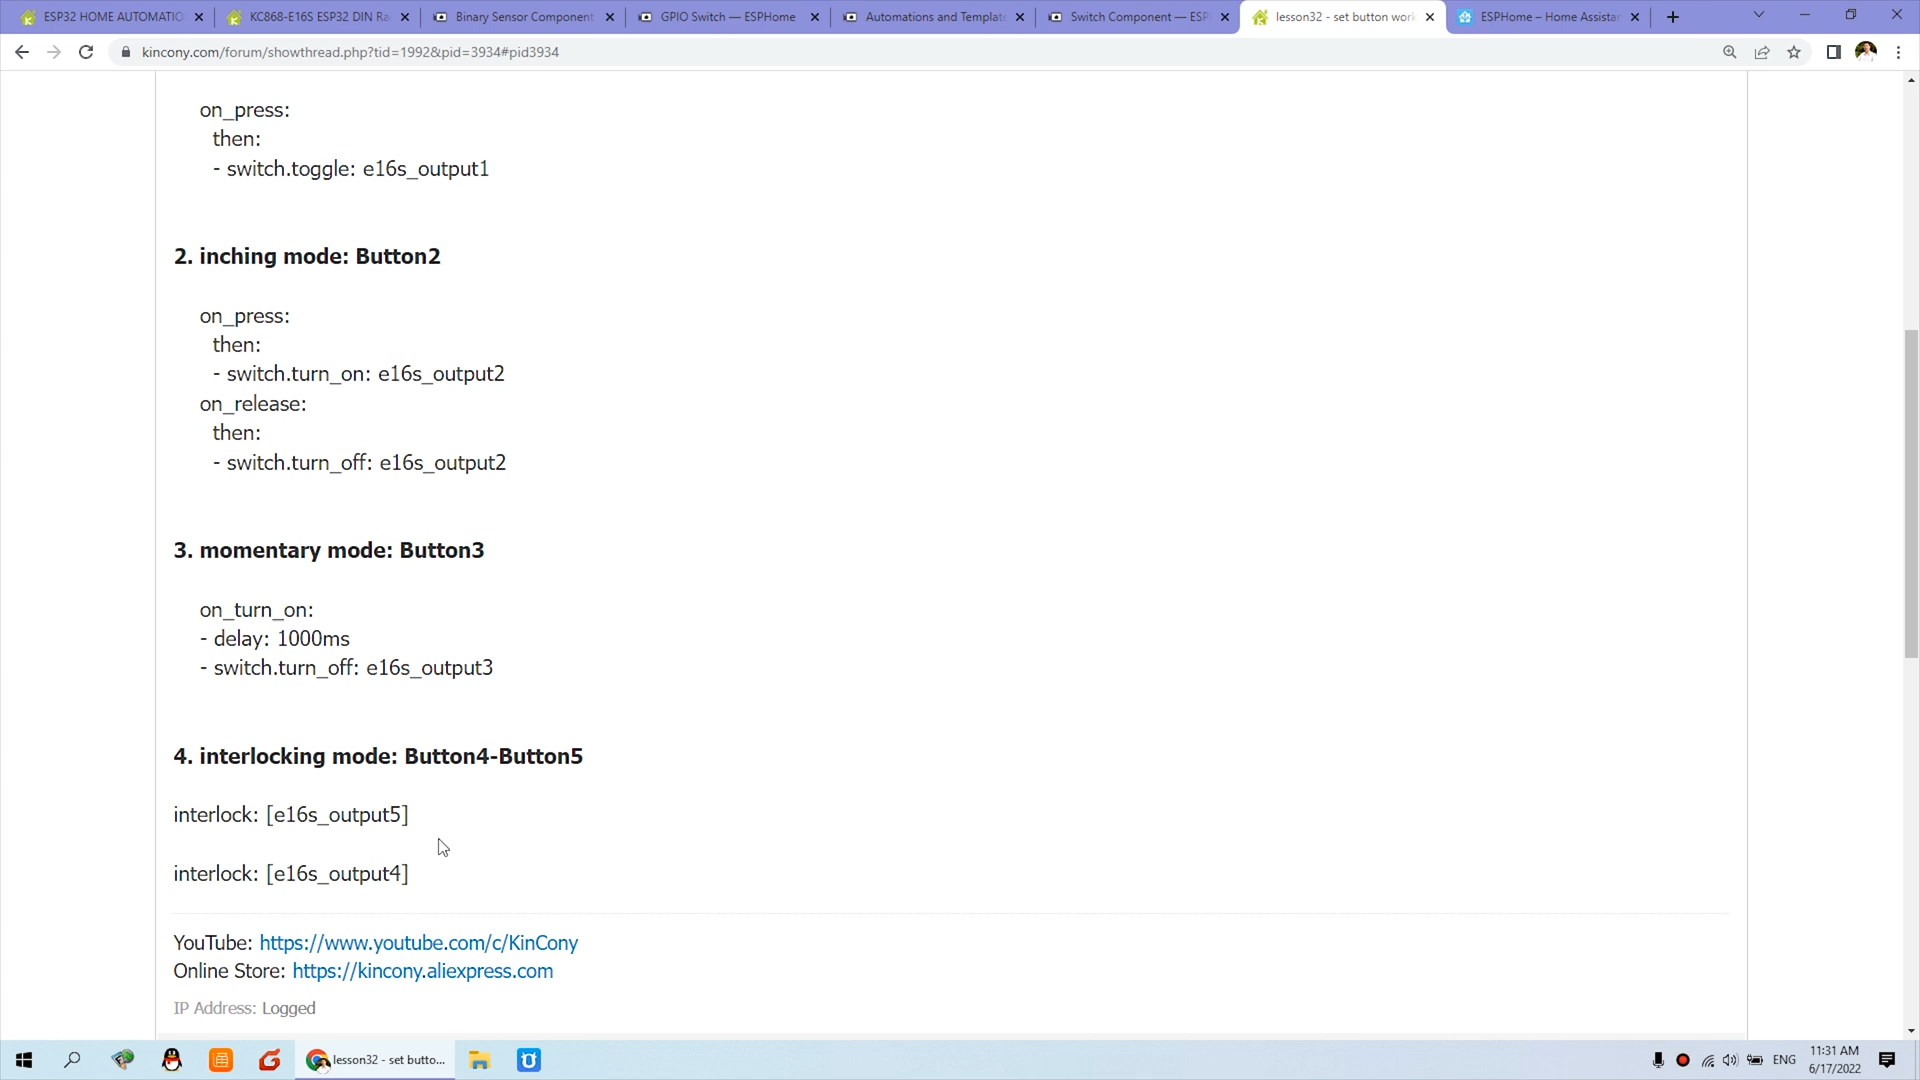 ESP32 HOME AUTOMATIO
KC868-E16S ESP32 DIN Ra
Binary Sensor Component
GPIO Switch — ESPHome
Automations and Template
Switch Component — ESP
lesson32 - set button work
ESPHome – Home Assistan
kincony.com/forum/showthread.php?tid=1992&pid=3934#pid3934
on_press:
then:
- switch.toggle: e16s_output1
2. inching mode: Button2
on_press:
then:
- switch.turn_on: e16s_output2
on_release:
then:
- switch.turn_off: e16s_output2
3. momentary mode: Button3
on_turn_on:
- delay: 1000ms
- switch.turn_off: e16s_output3
4. interlocking mode: Button4-Button5
interlock: [e16s_output5]
interlock: [e16s_output4]
YouTube: https://www.youtube.com/c/KinCony
Online Store: https://kincony.aliexpress.com
IP Address: Logged
lesson32 - set butto...
ENG
11:31 AM
6/17/2022